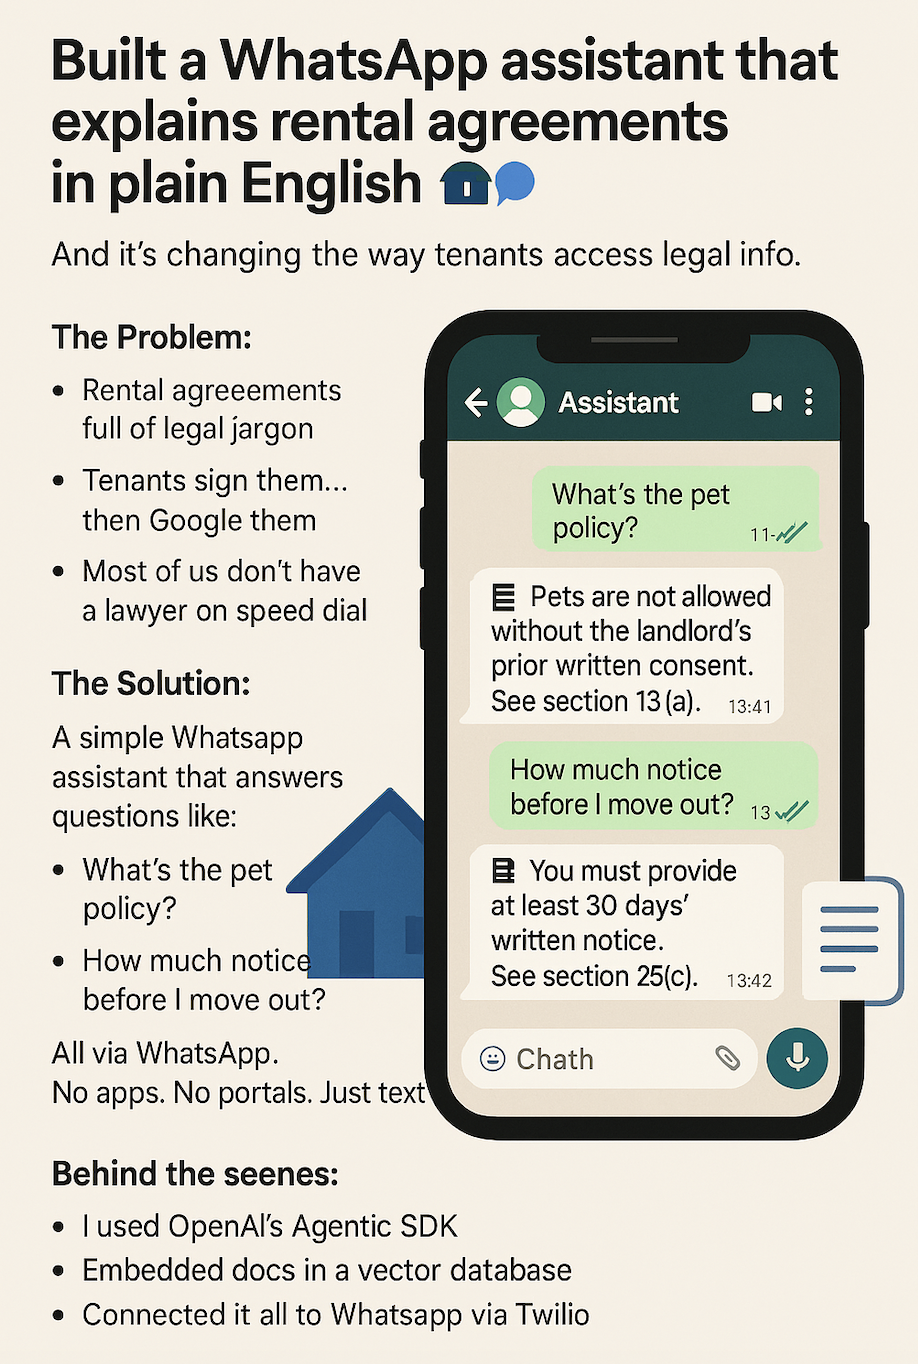 Built a WhatsApp assistant that
explains rental agreements
in plain English
And it's changing the way tenants access legal info.
The Problem:
• Rental agreeements
full of legal jargon
• Tenants sign them...
then Google them
• Most of us don't have
a lawyer on speed dial
The Solution:
A simple Whatsapp
assistant that answers
questions like:
• What's the pet
policy?
• How much notice
before I move out?
All via WhatsApp.
No apps. No portals. Just text
Assistant
What's the pet
policy?
11-
Pets are not allowed
without the landlord's
prior written consent.
See section 13 (a). 13:41
How much notice
before I move out? 13
You must provide
at least 30 days'
written notice.
See section 25(c). 13:42
Chath
Behind the seenes:
• I used OpenAI's Agentic SDK
• Embedded docs in a vector database
• Connected it all to Whatsapp via Twilio